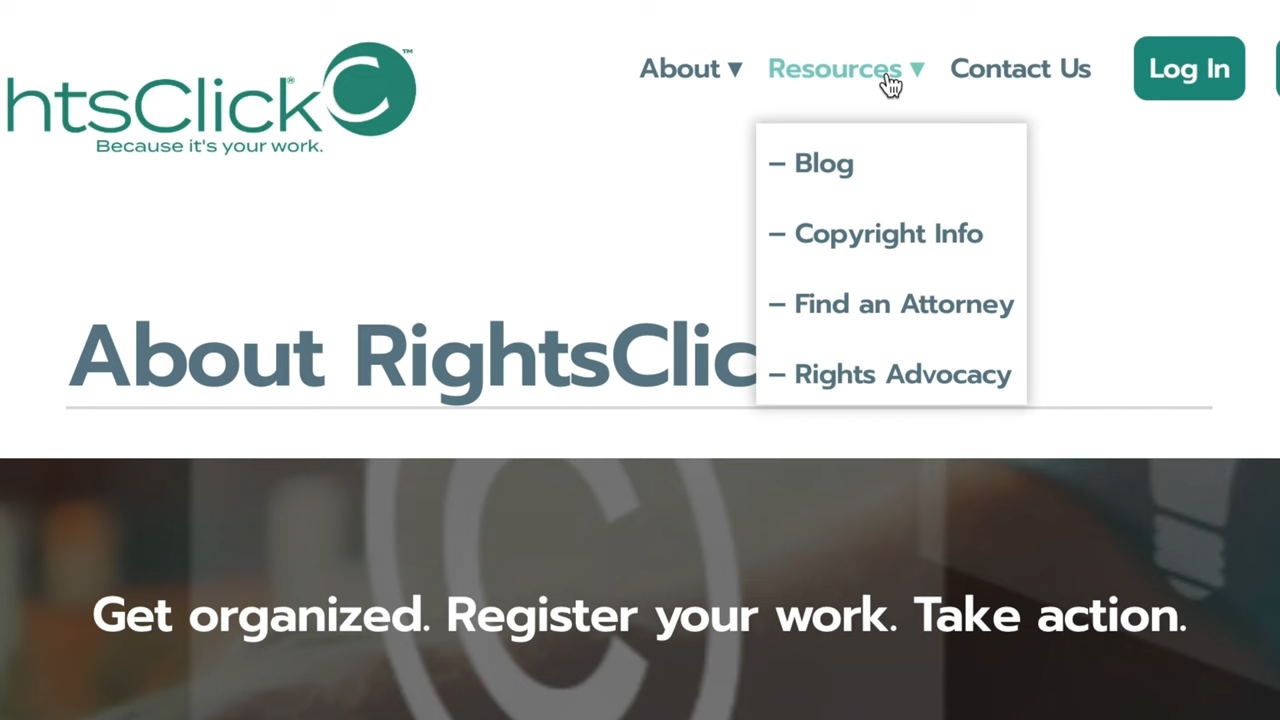 htsClick® C ™
Because it's your work.
About ▾ Resources ▾ Contact Us Log In
– Blog
– Copyright Info
– Find an Attorney
– Rights Advocacy
About RightsClic
©
Get organized. Register your work. Take action.